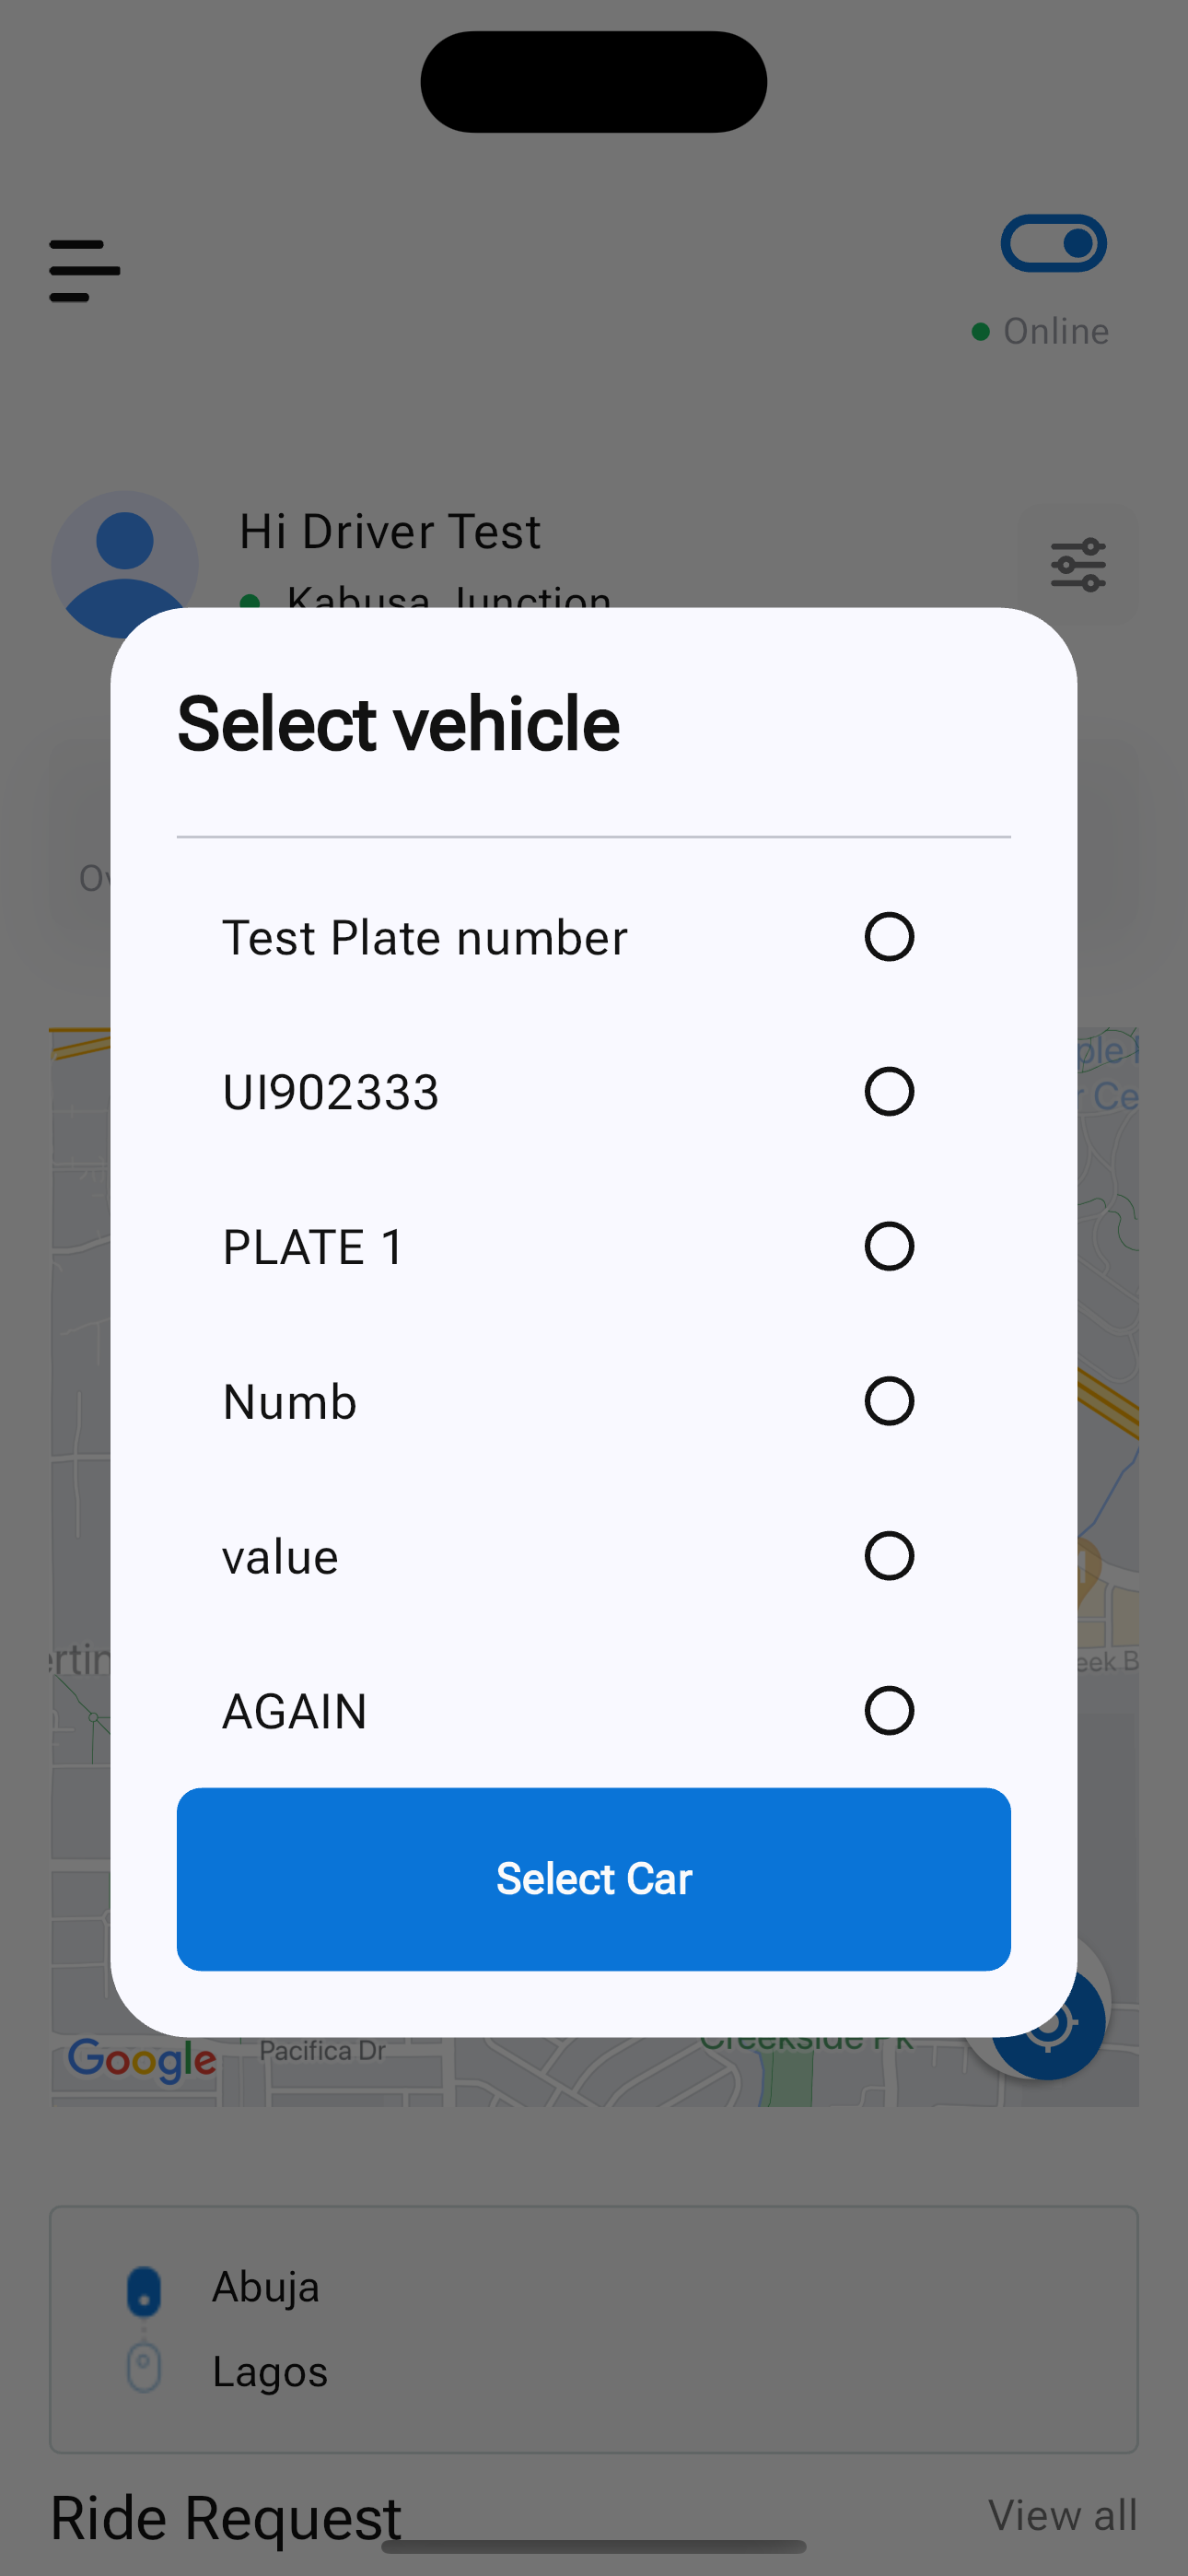 Online
Hi Driver Test
Kabusa Junction
Select vehicle
Test Plate number
UI902333
PLATE 1
Numb
value
AGAIN
Select Car
Google
Pacifica Dr
Creekside Pk
Abuja
Lagos
Ride Request
View all